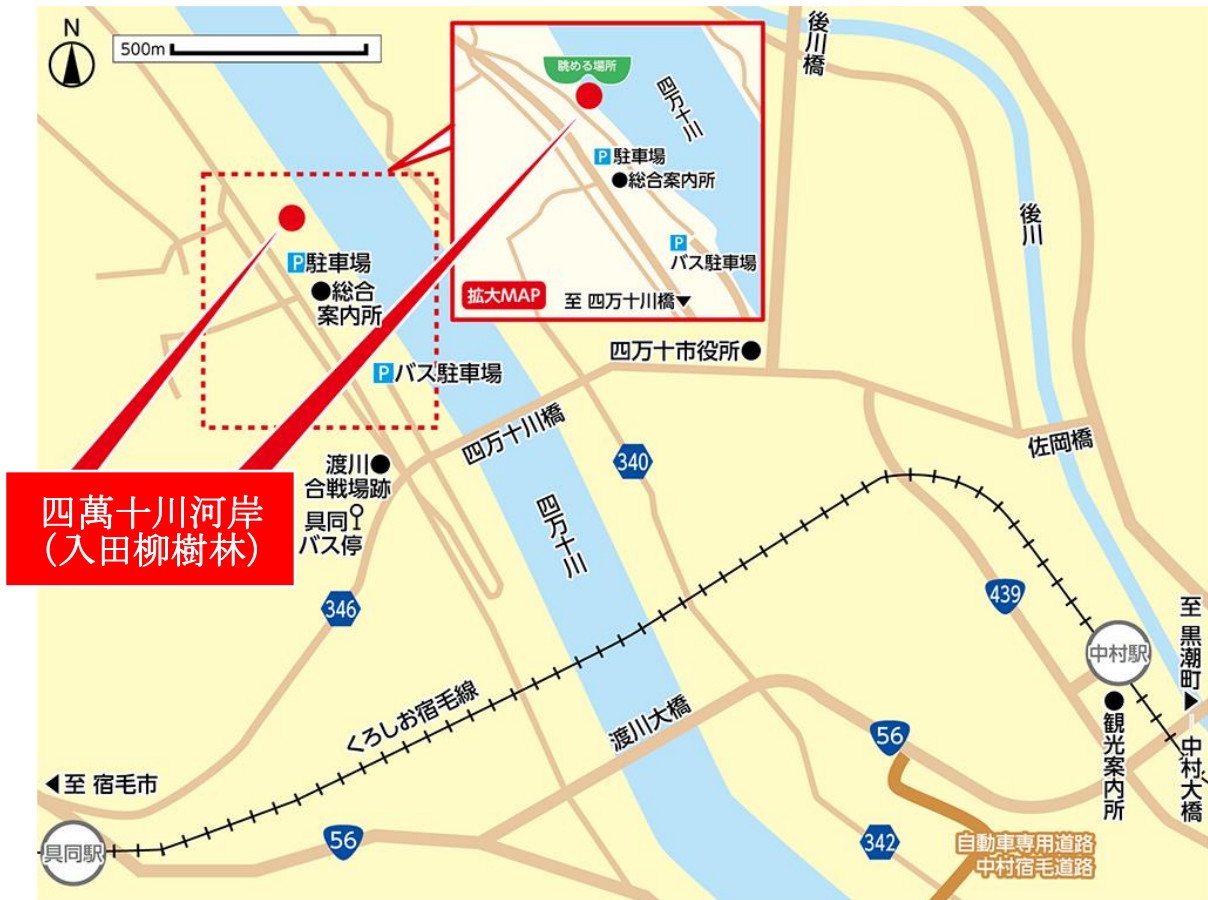 N
500m
後川橋
眺める場所
四万十川
P駐車場
●総合案内所
P
バス駐車場
拡大MAP
至 四万十川橋▼
後川
P駐車場
●総合
案内所
四万十市役所●
Pバス駐車場
四万十川橋
佐岡橋
渡川●
合戦場跡
340
四萬十川河岸
(入田柳樹林)
具同
バス停
四万十川
346
439
至 黒潮町▶
中村駅
くろしお宿毛線
渡川大橋
56
●観光案内所
中村大橋
◀至 宿毛市
56
342
自動車専用道路
中村宿毛道路
具同駅